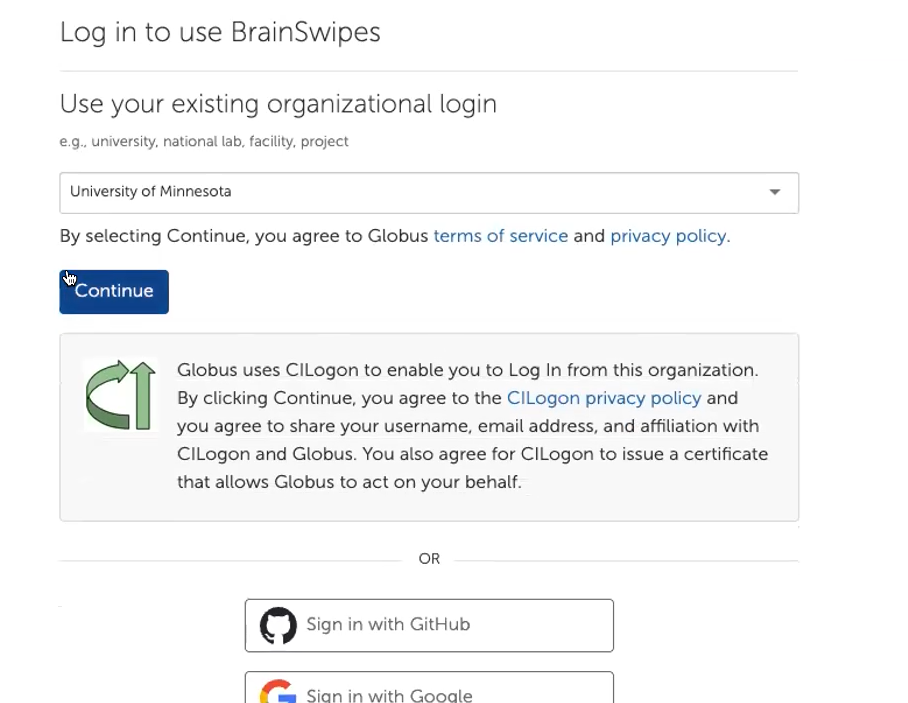 Log in to use BrainSwipes
Use your existing organizational login
e.g., university, national lab, facility, project
University of Minnesota
By selecting Continue, you agree to Globus terms of service and privacy policy.
Continue
Globus uses CILogon to enable you to Log In from this organization.
By clicking Continue, you agree to the CILogon privacy policy and
you agree to share your username, email address, and affiliation with
CILogon and Globus. You also agree for CILogon to issue a certificate
that allows Globus to act on your behalf.
OR
Sign in with GitHub
Sign in with Google